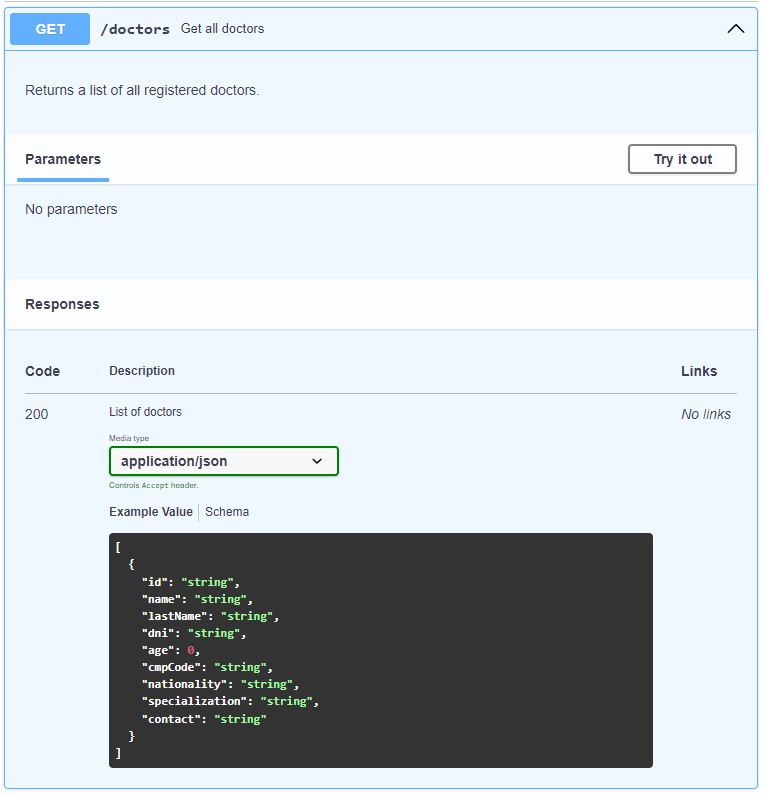 GET /doctors Get all doctors
Returns a list of all registered doctors.
Parameters Try it out
No parameters
Responses
Code Description Links
200 List of doctors No links
Media type
application/json
Controls Accept header.
Example Value Schema
[
  {
    "id": "string",
    "name": "string",
    "lastName": "string",
    "dni": "string",
    "age": 0,
    "cmpCode": "string",
    "nationality": "string",
    "specialization": "string",
    "contact": "string"
  }
]